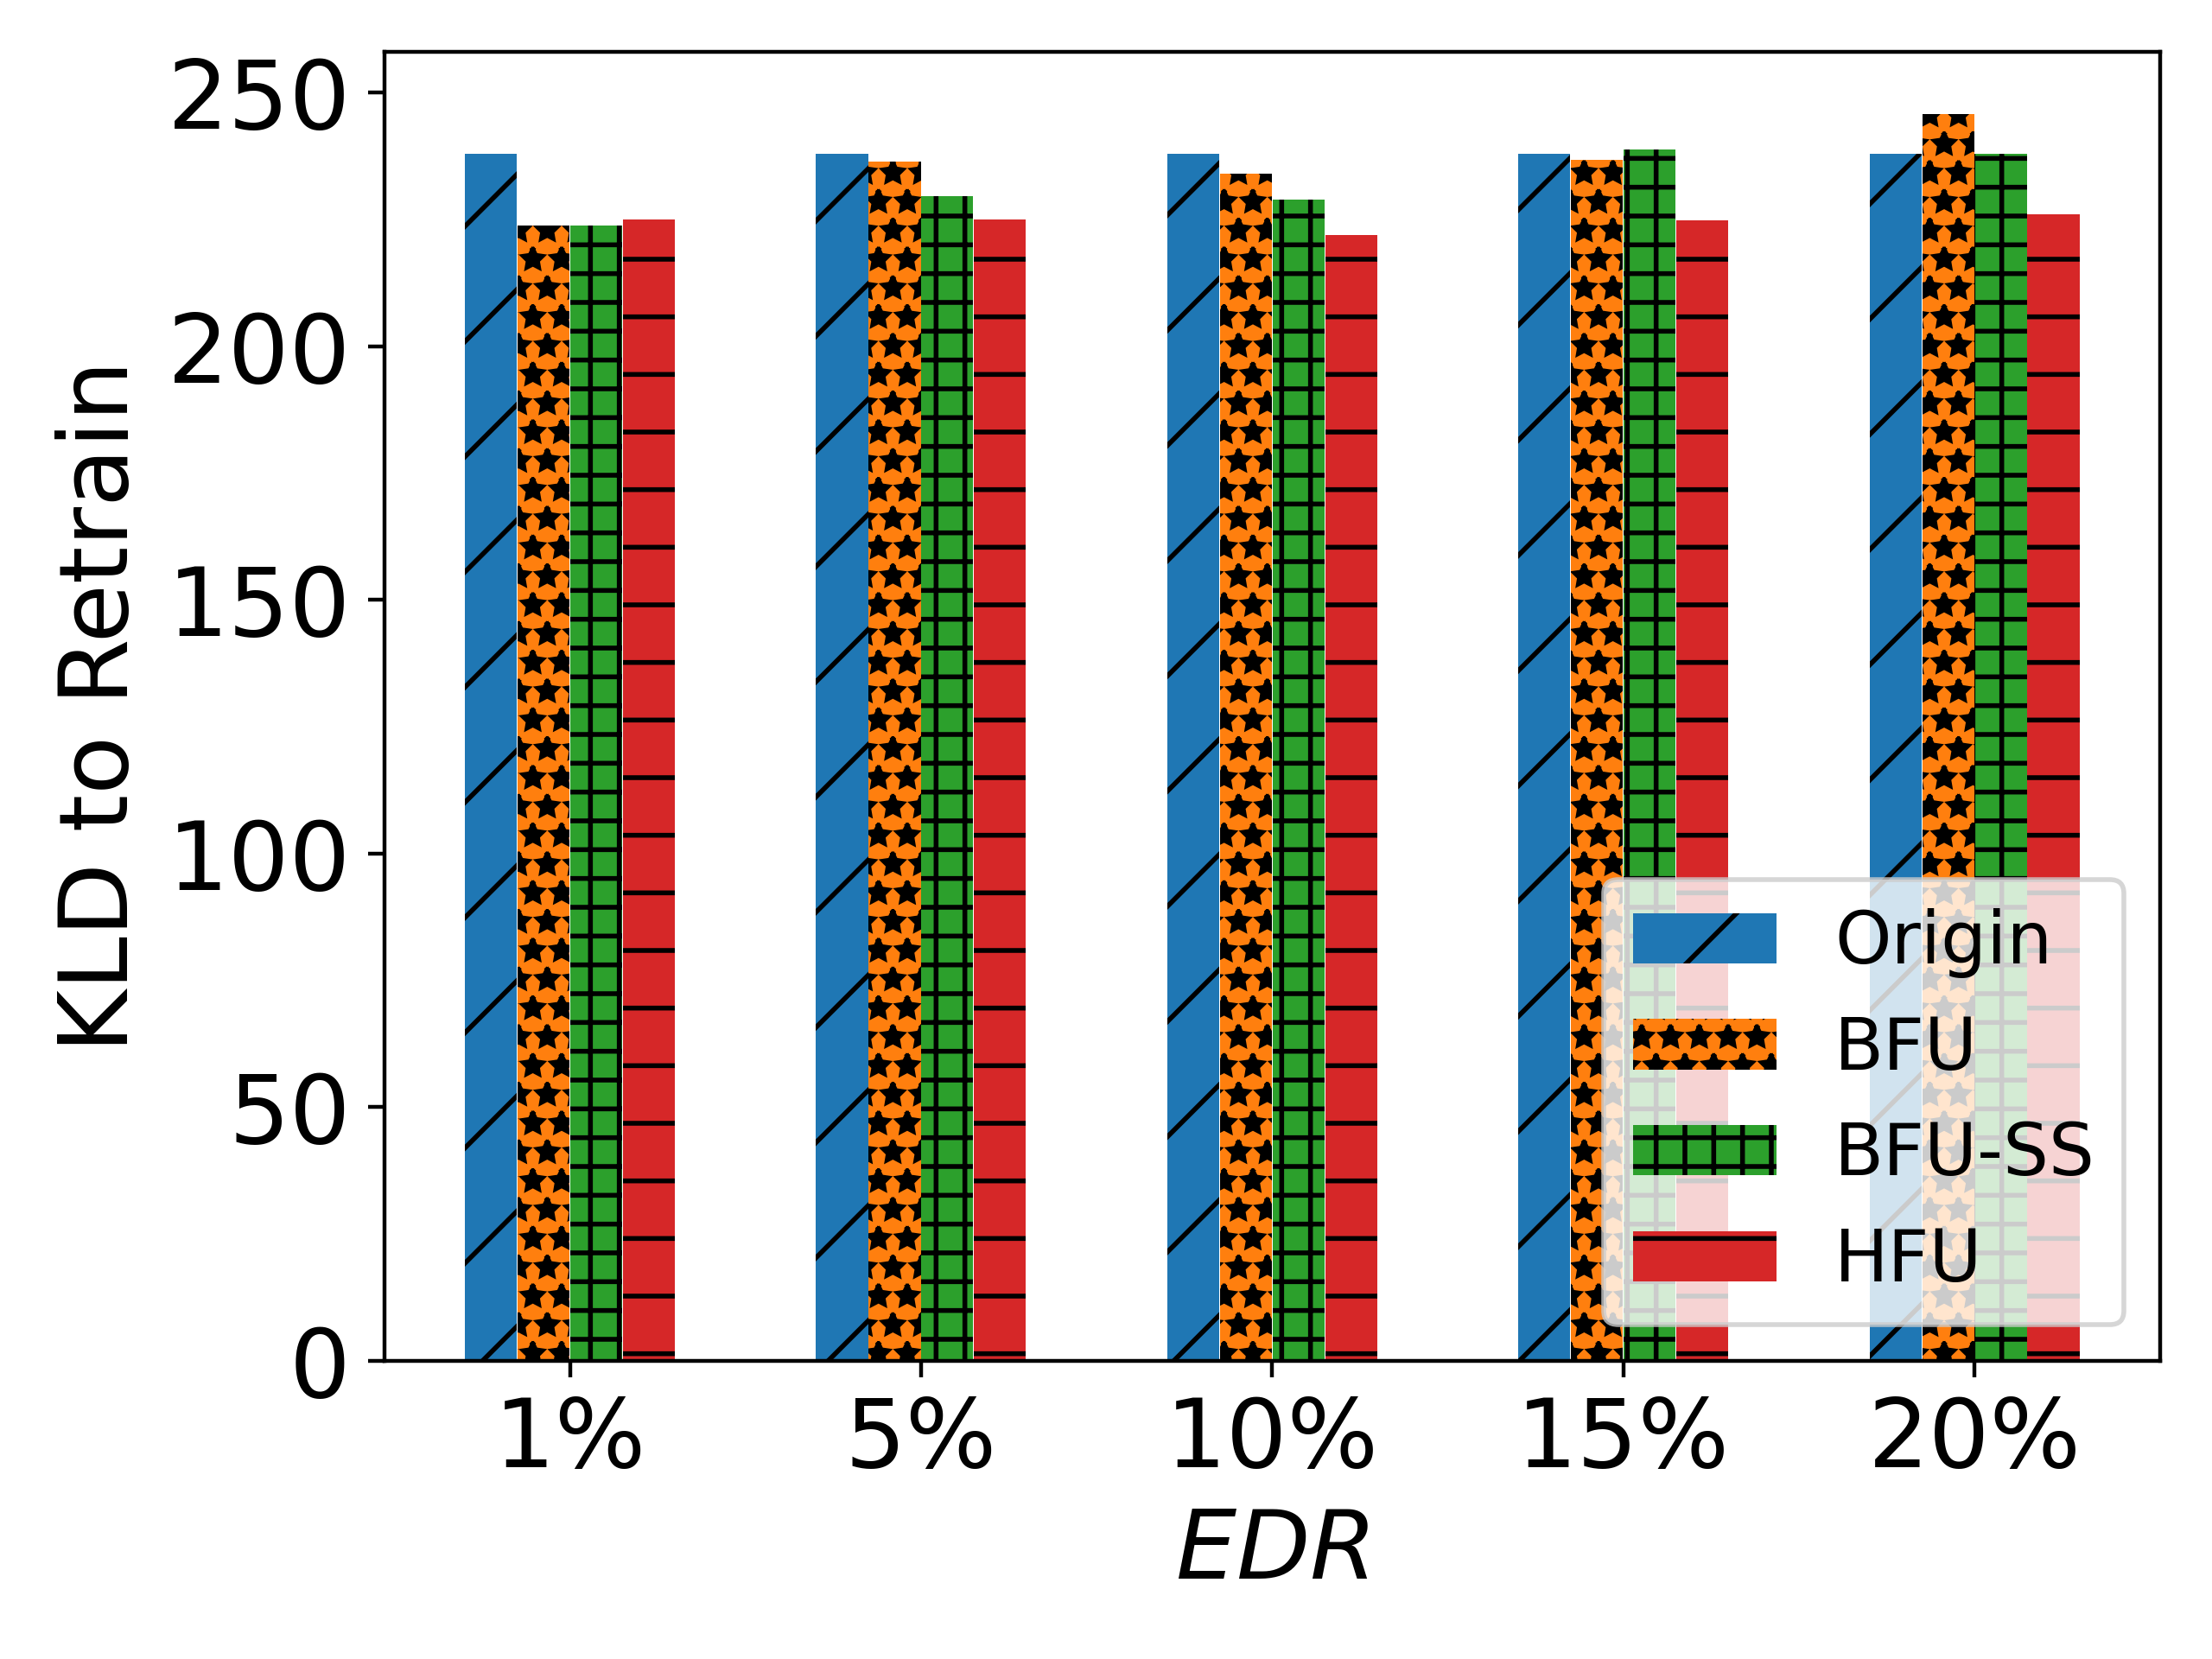 KLD to Retrain
250
200
150
100
50
0
Origin
BFU
BFU-SS
HFU
1% 5% 10% 15% 20%
EDR